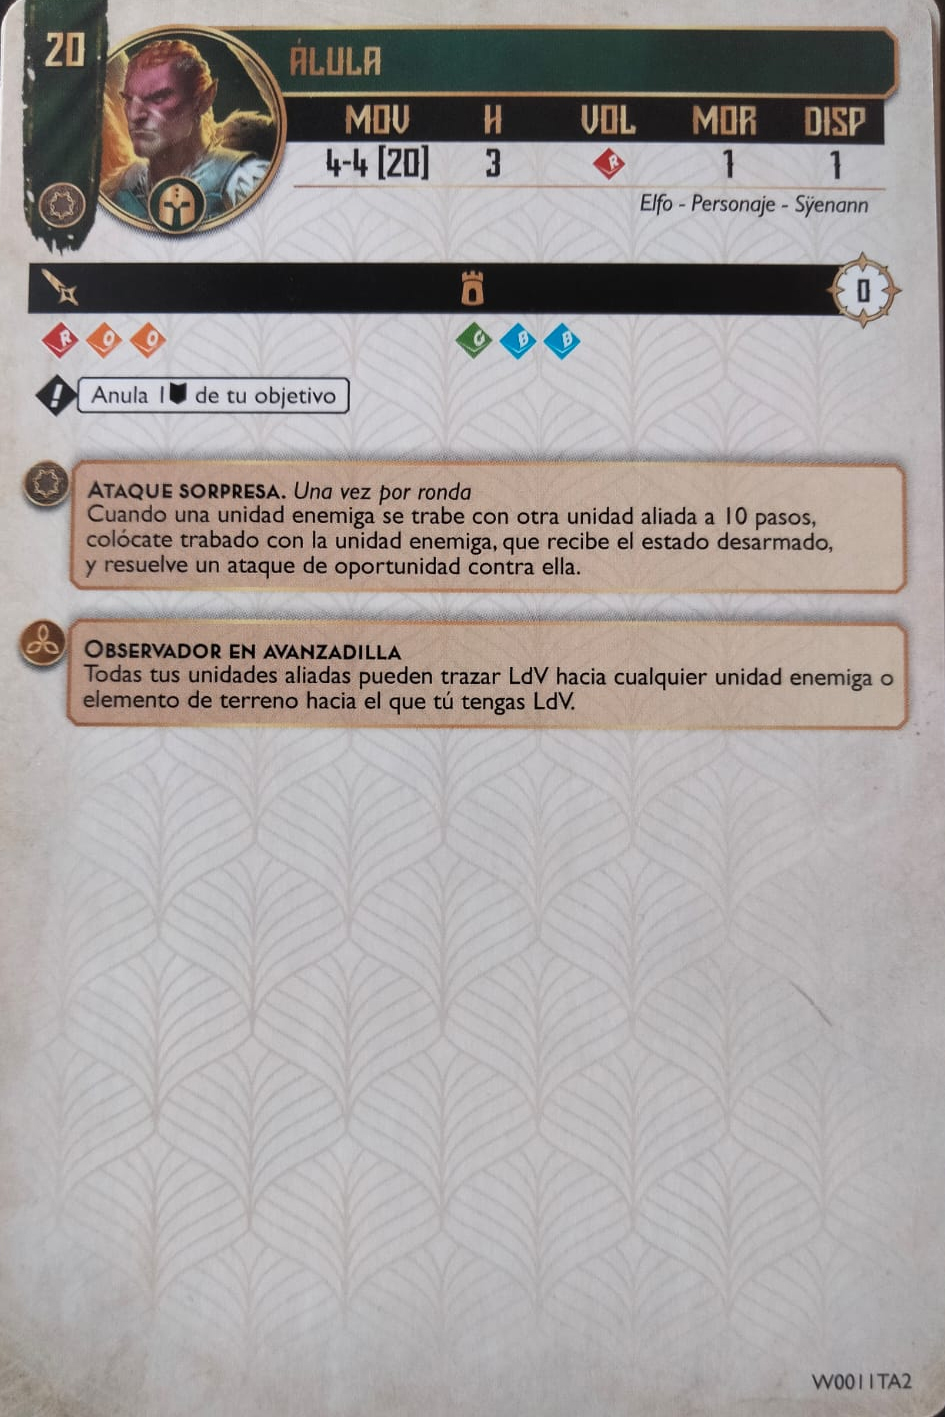 20
ÁLULA
MOV H VOL MOR DISP
4-4 [20] 3 R 1 1
Elfo - Personaje - Sÿenann
0
R O O G B B
! Anula 1 de tu objetivo
ATAQUE SORPRESA. Una vez por ronda
Cuando una unidad enemiga se trabe con otra unidad aliada a 10 pasos,
colócate trabado con la unidad enemiga, que recibe el estado desarmado,
y resuelve un ataque de oportunidad contra ella.
OBSERVADOR EN AVANZADILLA
Todas tus unidades aliadas pueden trazar LdV hacia cualquier unidad enemiga o
elemento de terreno hacia el que tú tengas LdV.
W0011TA2